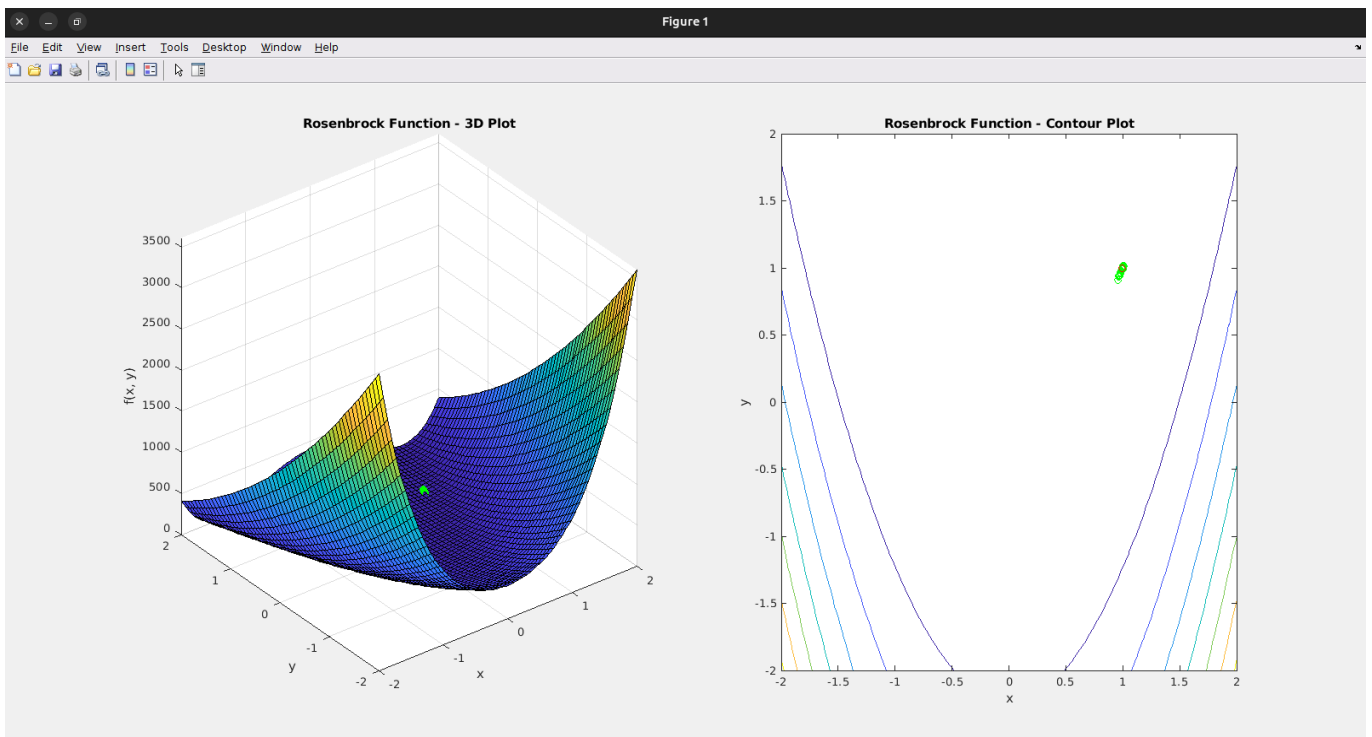 Figure 1
File Edit View Insert Tools Desktop Window Help
Rosenbrock Function - 3D Plot
3500
3000
2500
2000
1500
1000
500
0
f(x, y)
2
1
0
-1
-2
y
-2
-1
0
1
2
x
Rosenbrock Function - Contour Plot
2
1.5
1
0.5
0
-0.5
-1
-1.5
-2
y
-2 -1.5 -1 -0.5 0 0.5 1 1.5 2
x